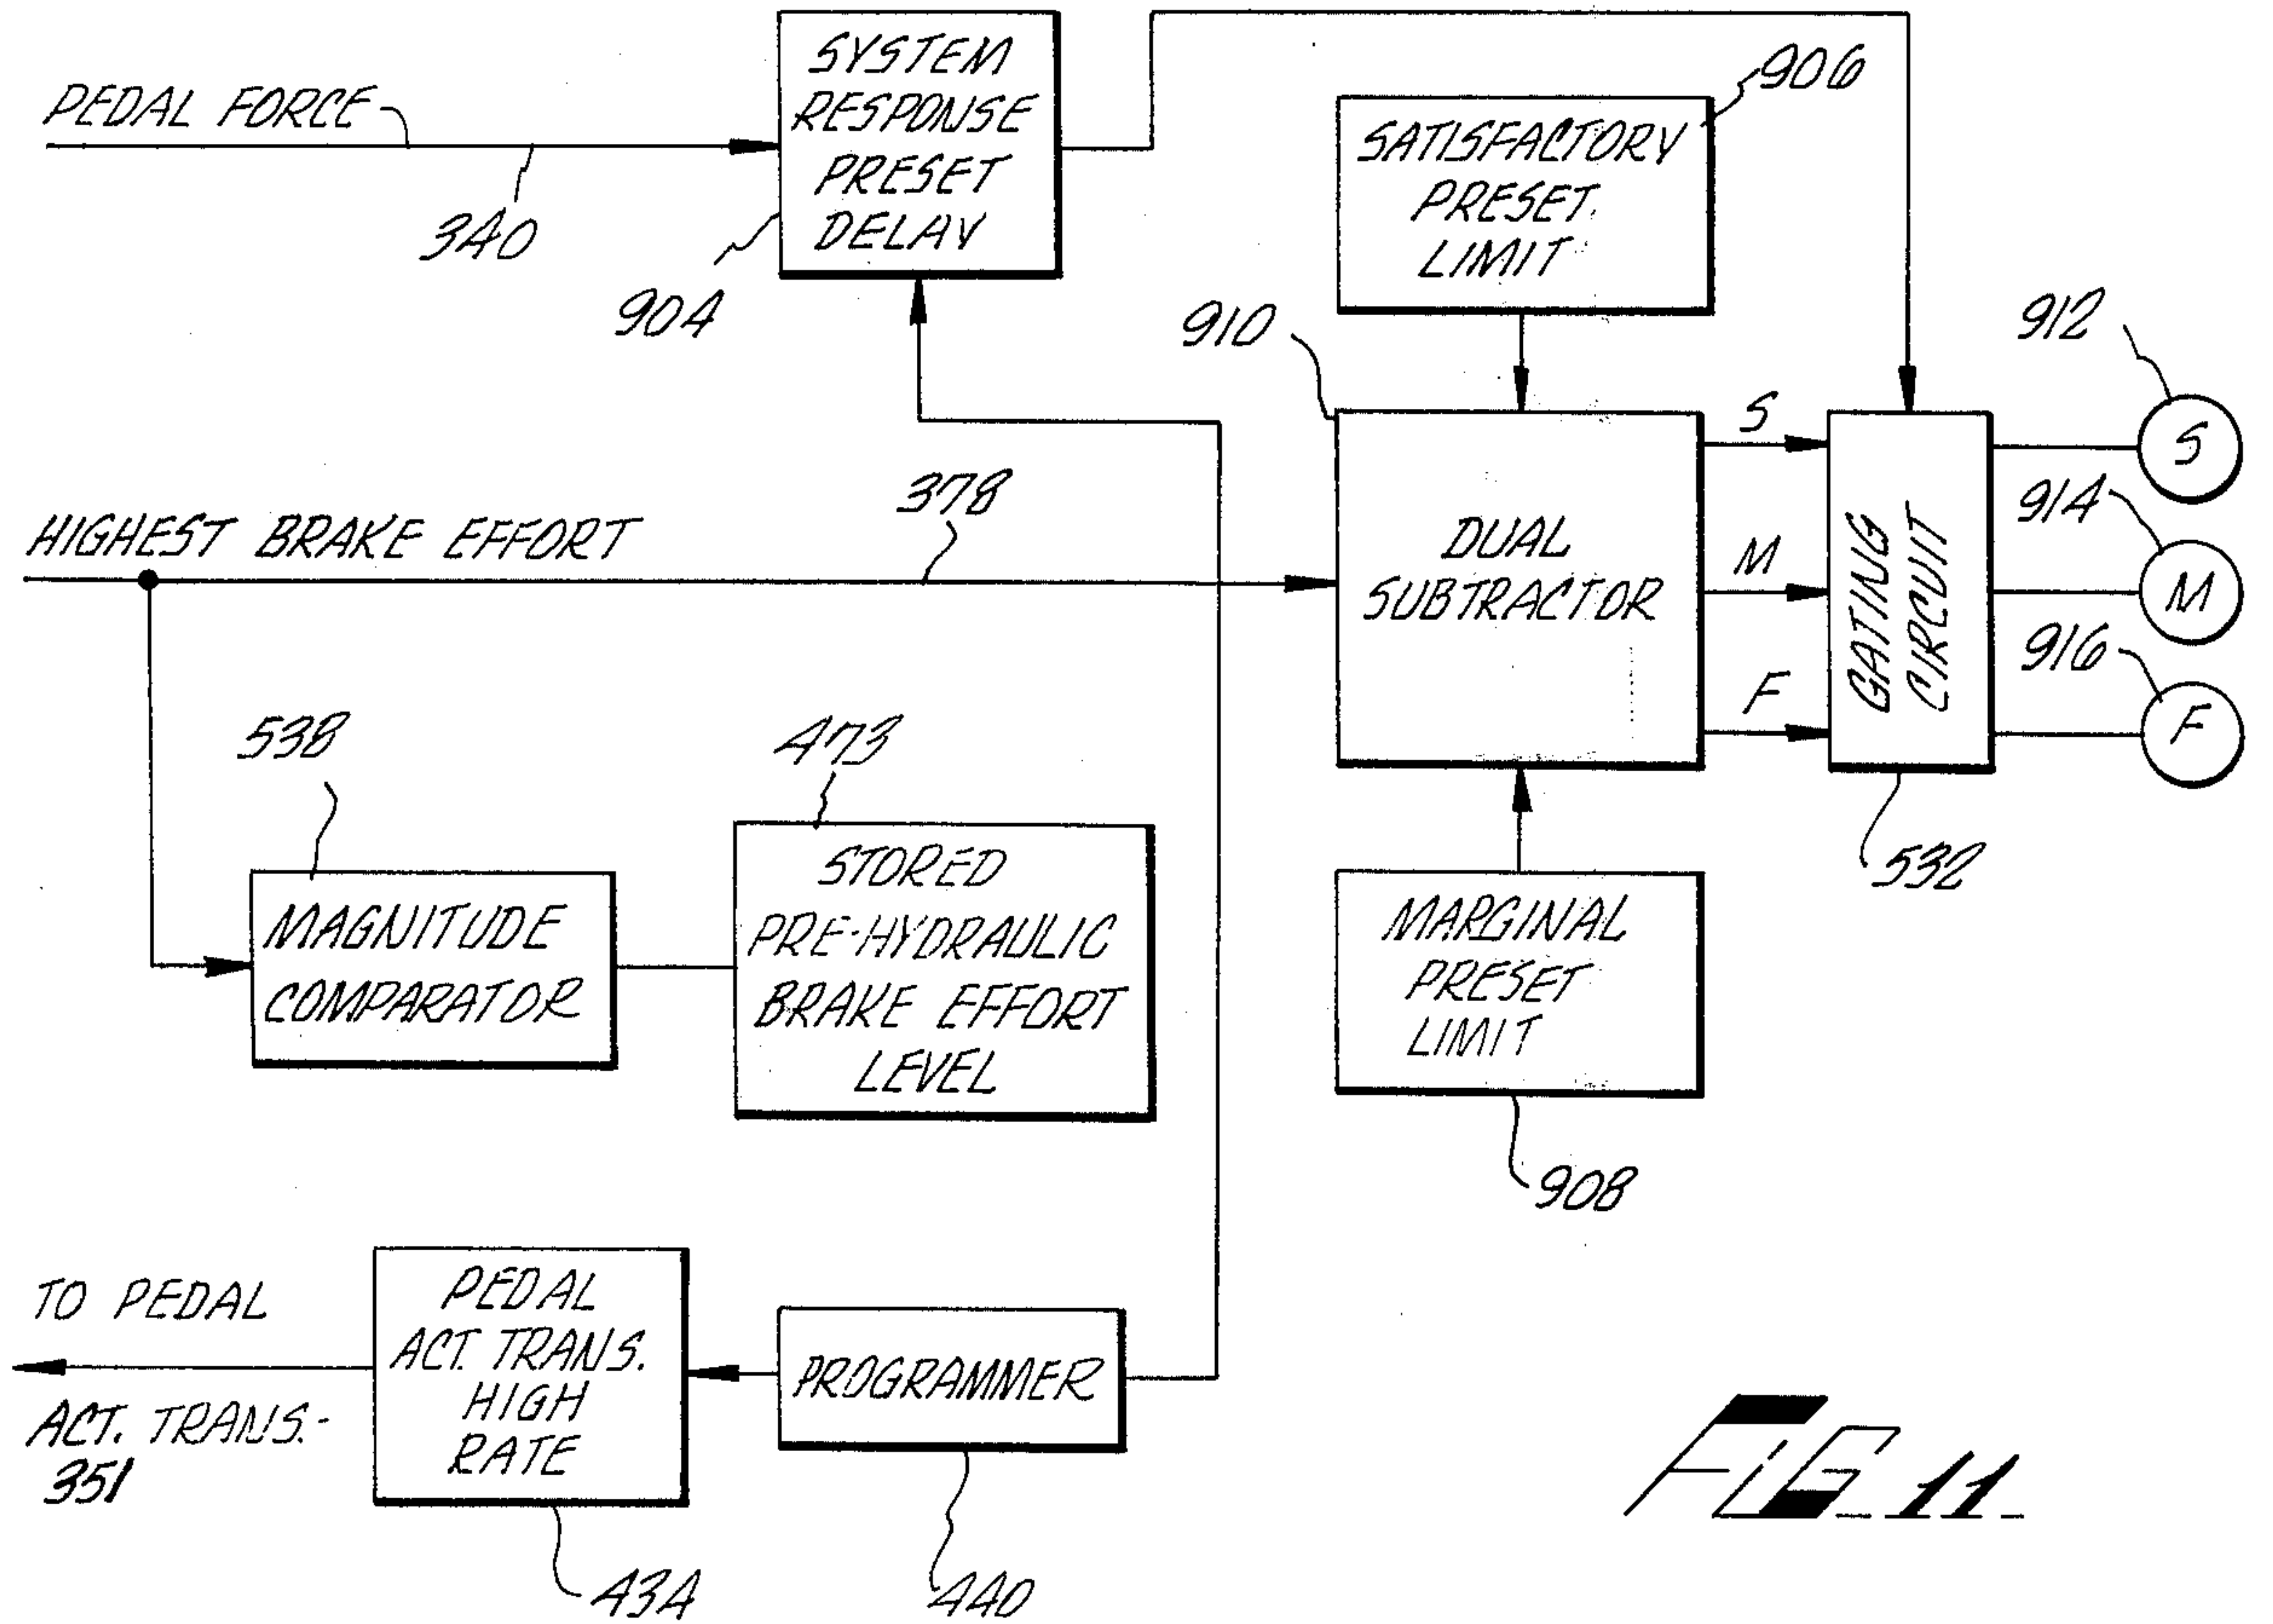 SYSTEM
RESPONSE
PRESET
DELAY
PEDAL FORCE
340
904
906
SATISFACTORY
PRESET
LIMIT
910
912
S
S
378
914
HIGHEST BRAKE EFFORT
DUAL
SUBTRACTOR
M
GATING
CIRCUIT
M
916
F
F
538
473
532
MAGNITUDE
COMPARATOR
STORED
PRE-HYDRAULIC
BRAKE EFFORT
LEVEL
MARGINAL
PRESET
LIMIT
908
TO PEDAL
ACT. TRANS.-
351
PEDAL
ACT. TRANS.
HIGH
RATE
PROGRAMMER
434
440
FIG. 11